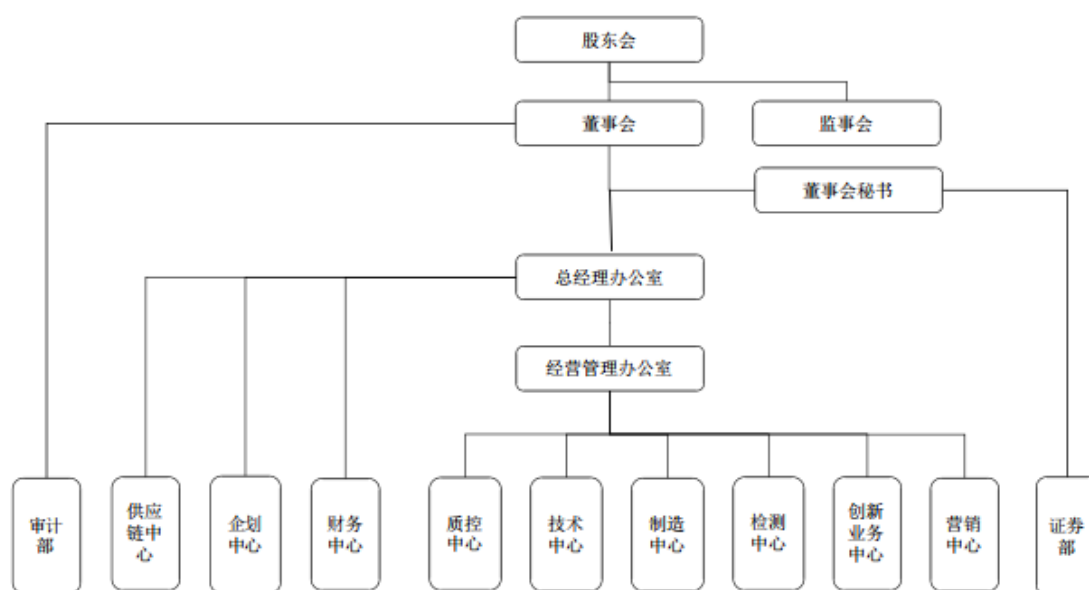 股东会
董事会
监事会
董事会秘书
总经理办公室
经营管理办公室
审计
部
供应
链中
心
企划
中心
财务
中心
质控
中心
技术
中心
制造
中心
检测
中心
创新
业务
中心
营销
中心
证券
部